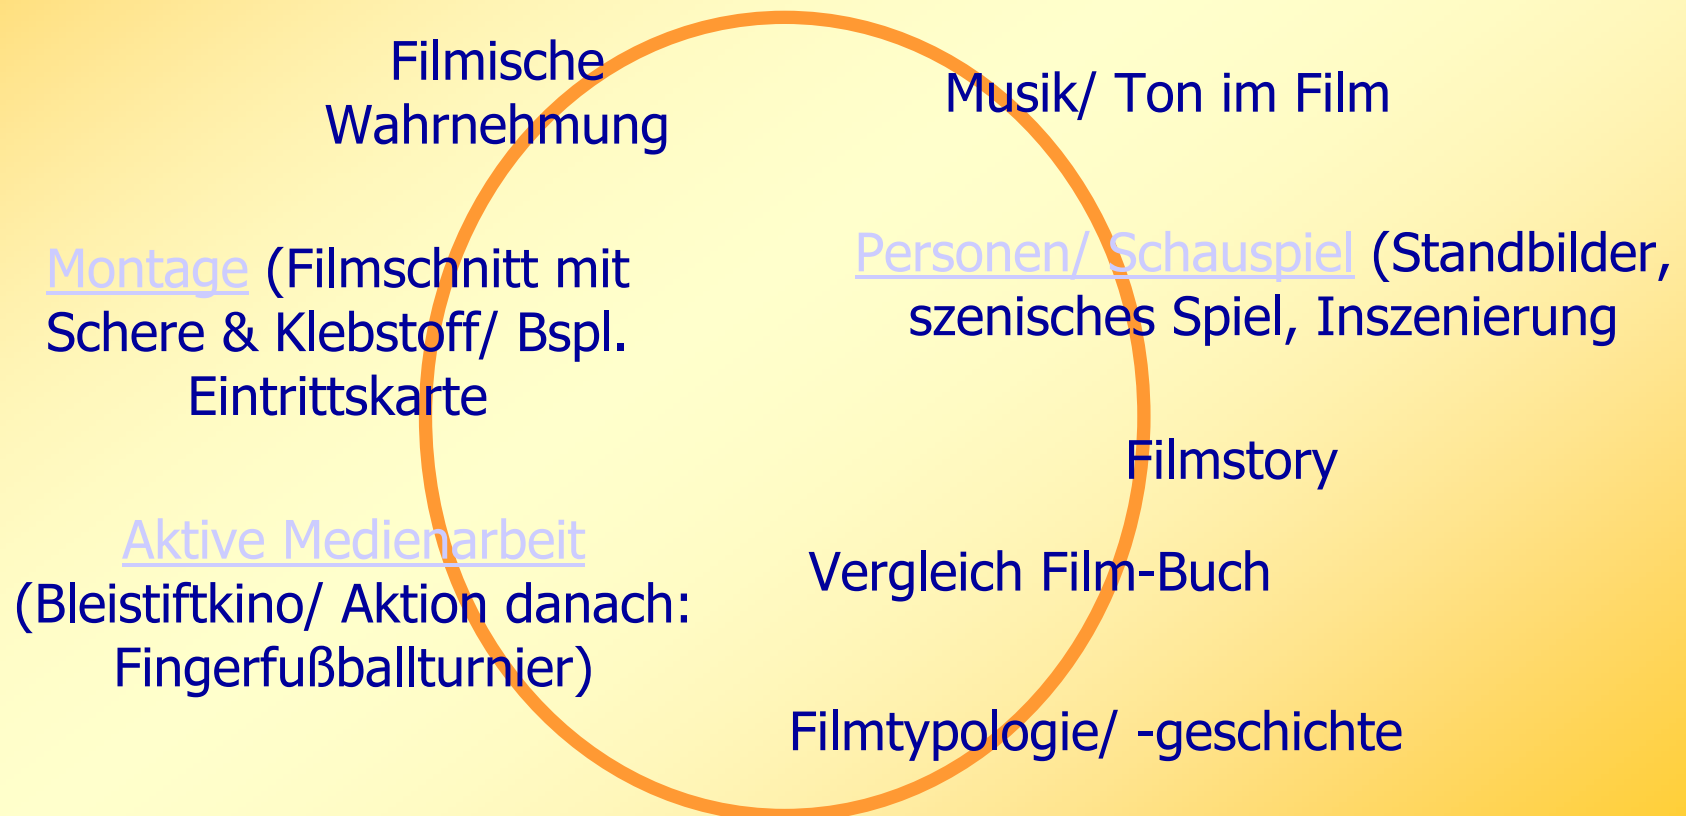 Filmische
Wahrnehmung
Musik/ Ton im Film
Montage (Filmschnitt mit
Schere & Klebstoff/ Bspl.
Eintrittskarte
Personen/ Schauspiel (Standbilder,
szenisches Spiel, Inszenierung
Filmstory
Aktive Medienarbeit
(Bleistiftkino/ Aktion danach:
Fingerfußballturnier)
Vergleich Film-Buch
Filmtypologie/ -geschichte